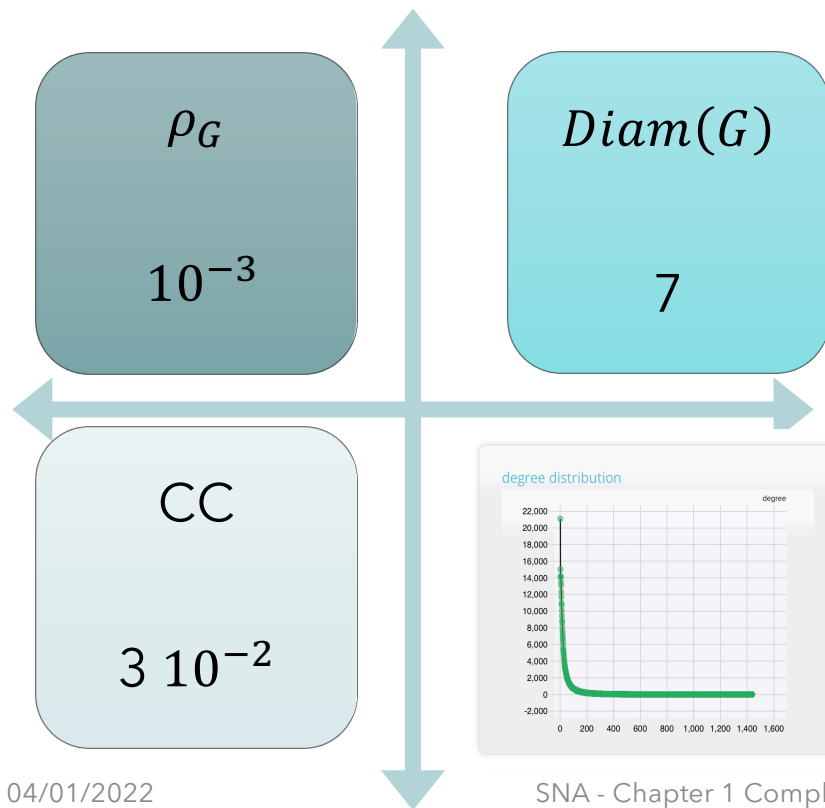 ρ_G
10⁻³
Diam(G)
7
CC
3 10⁻²
degree distribution
degree
22,000
20,000
18,000
16,000
14,000
12,000
10,000
8,000
6,000
4,000
2,000
0
-2,000
0 200 400 600 800 1,000 1,200 1,400 1,600
04/01/2022
SNA - Chapter 1 Compl